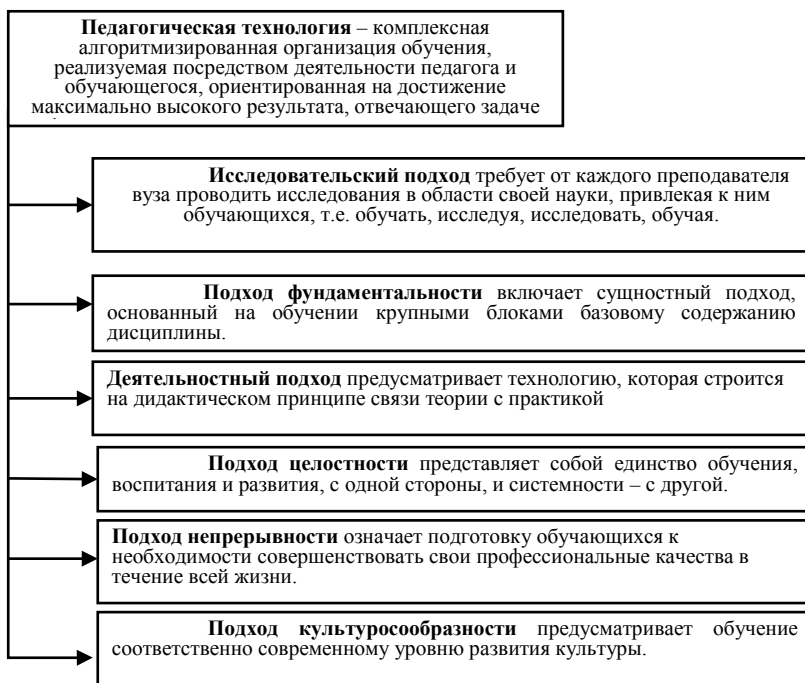 Педагогическая технология – комплексная
алгоритмизированная организация обучения,
реализуемая посредством деятельности педагога и
обучающегося, ориентированная на достижение
максимально высокого результата, отвечающего задаче
Исследовательский подход требует от каждого преподавателя
вуза проводить исследования в области своей науки, привлекая к ним
обучающихся, т.е. обучать, исследуя, исследовать, обучая.
Подход фундаментальности включает сущностный подход,
основанный на обучении крупными блоками базовому содержанию
дисциплины.
Деятельностный подход предусматривает технологию, которая строится
на дидактическом принципе связи теории с практикой
Подход целостности представляет собой единство обучения,
воспитания и развития, с одной стороны, и системности – с другой.
Подход непрерывности означает подготовку обучающихся к
необходимости совершенствовать свои профессиональные качества в
течение всей жизни.
Подход культуросообразности предусматривает обучение
соответственно современному уровню развития культуры.